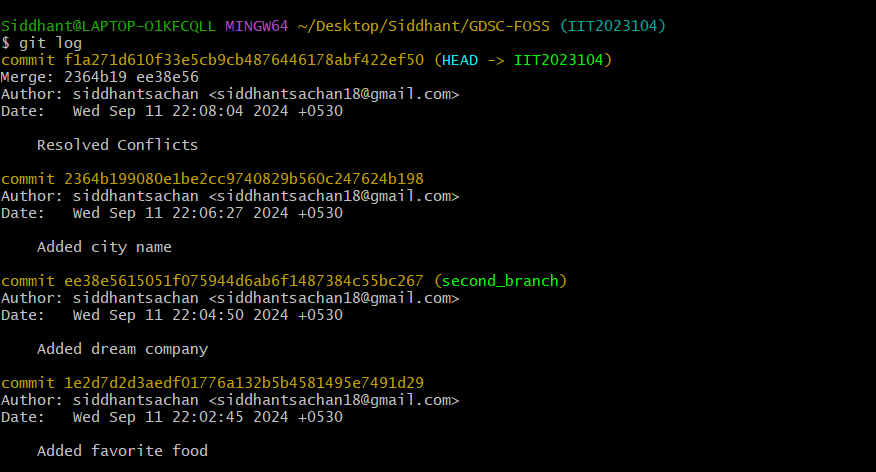 Siddhant@LAPTOP-O1KFCQLL MINGW64 ~/Desktop/Siddhant/GDSC-FOSS (IIT2023104)
$ git log
commit f1a271d610f33e5cb9cb4876446178abf422ef50 (HEAD -> IIT2023104)
Merge: 2364b19 ee38e56
Author: siddhantsachan <siddhantsachan18@gmail.com>
Date:   Wed Sep 11 22:08:04 2024 +0530
    Resolved Conflicts
commit 2364b199080e1be2cc9740829b560c247624b198
Author: siddhantsachan <siddhantsachan18@gmail.com>
Date:   Wed Sep 11 22:06:27 2024 +0530
    Added city name
commit ee38e5615051f075944d6ab6f1487384c55bc267 (second_branch)
Author: siddhantsachan <siddhantsachan18@gmail.com>
Date:   Wed Sep 11 22:04:50 2024 +0530
    Added dream company
commit 1e2d7d2d3aedf01776a132b5b4581495e7491d29
Author: siddhantsachan <siddhantsachan18@gmail.com>
Date:   Wed Sep 11 22:02:45 2024 +0530
    Added favorite food